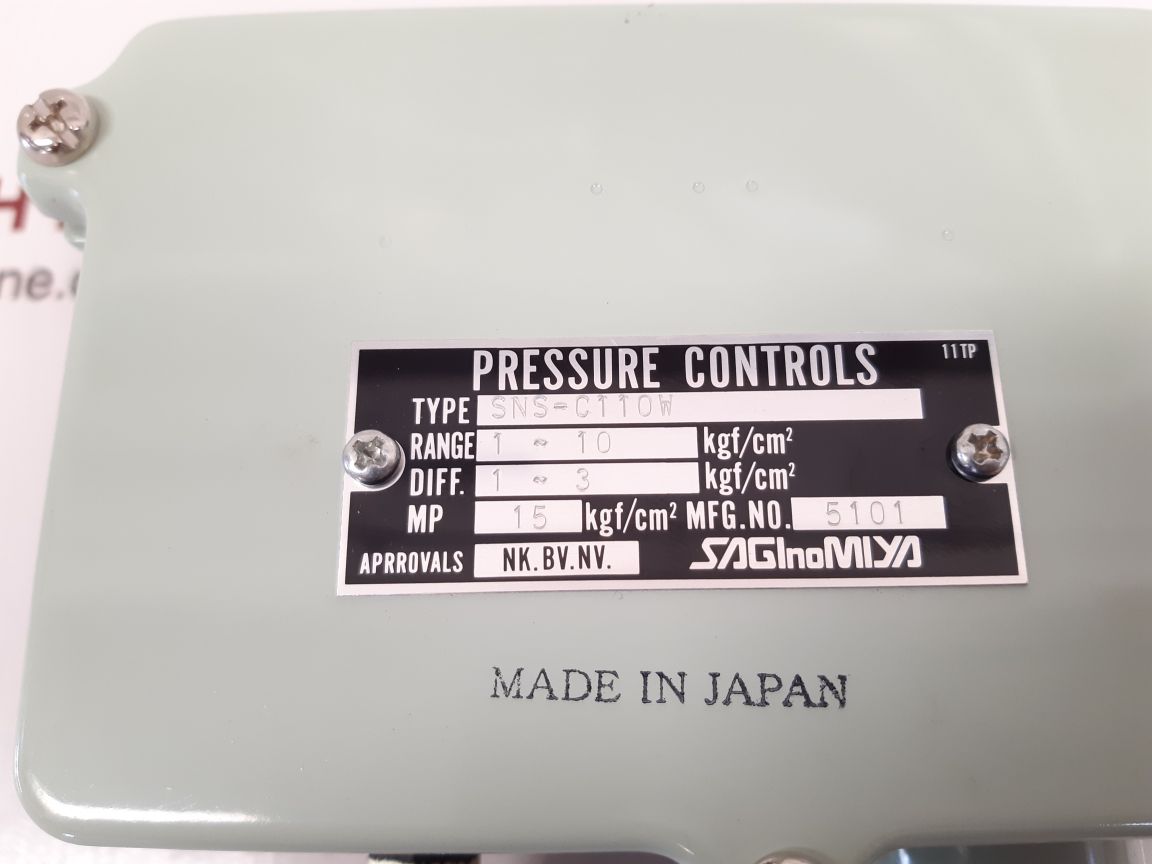 H
ne.
PRESSURE CONTROLS 11TP
TYPE SNS-C110W
RANGE 1 ~ 10 kgf/cm²
DIFF. 1 ~ 3 kgf/cm²
MP 15 kgf/cm² MFG.NO. 5101
APRROVALS NK.BV.NV. SAGInoMIYA
MADE IN JAPAN